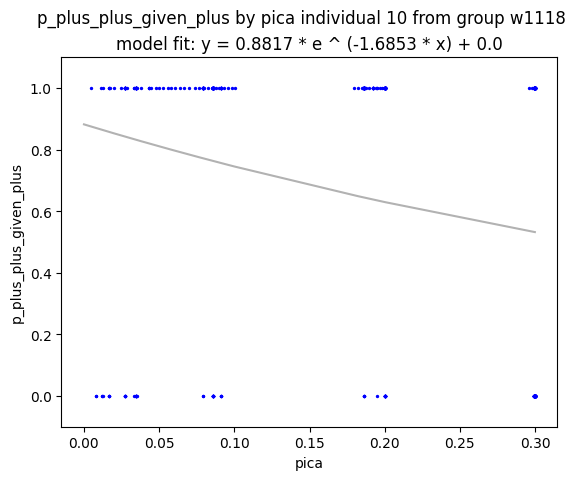 p_plus_plus_given_plus by pica individual 10 from group w1118
model fit: y = 0.8817 * e ^ (-1.6853 * x) + 0.0
p_plus_plus_given_plus
1.0
0.8
0.6
0.4
0.2
0.0
0.00 0.05 0.10 0.15 0.20 0.25 0.30
pica